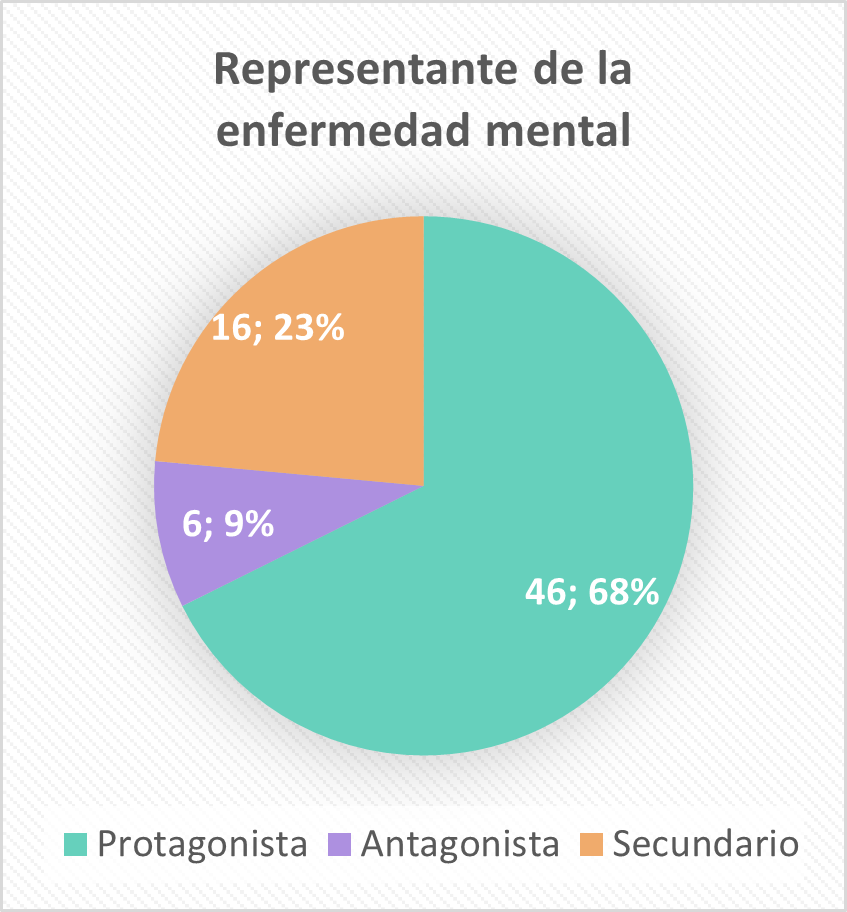 Representante de la
enfermedad mental
16; 23%
6; 9%
46; 68%
Protagonista Antagonista Secundario